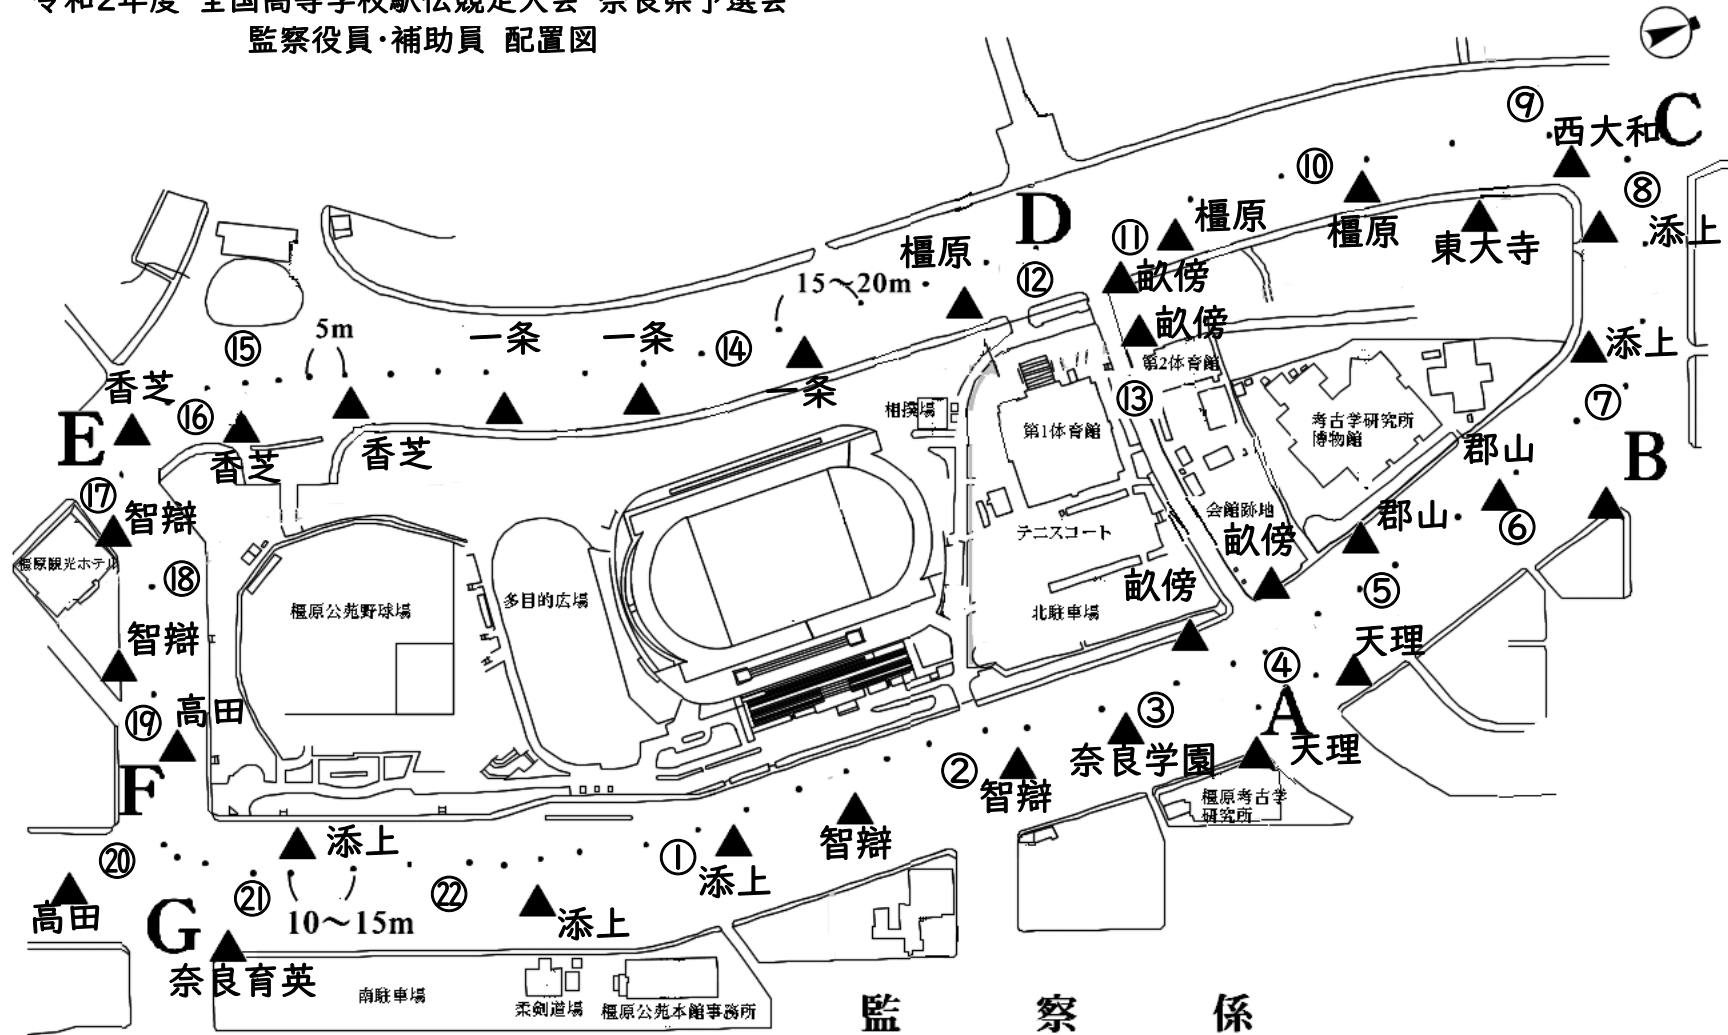 令和2年度 全国高等学校駅伝競走大会 奈良県予選会
監察役員・補助員 配置図
⑨
西大和
C
⑩
⑧
添上
D
⑪
橿原
橿原
東大寺
橿原
⑫
畝傍
15～20m
畝傍
添上
5m
一条
一条
⑭
⑮
第2体育館
香芝
⑯
一条
⑬
⑦
E
相撲場
第1体育館
考古学研究所
博物館
香芝
香芝
郡山
B
⑰
智辯
会館跡地
郡山
⑥
テニスコート
畝傍
橿原観光ホテル
⑱
畝傍
⑤
橿原公苑野球場
多目的広場
北駐車場
智辯
天理
④
⑲
高田
③
A
奈良学園
天理
②
智辯
F
橿原考古学
研究所
添上
智辯
⑳
①
添上
㉑
㉒
高田
G
10～15m
添上
奈良育英
南駐車場
柔剣道場
橿原公苑本館事務所
監察係